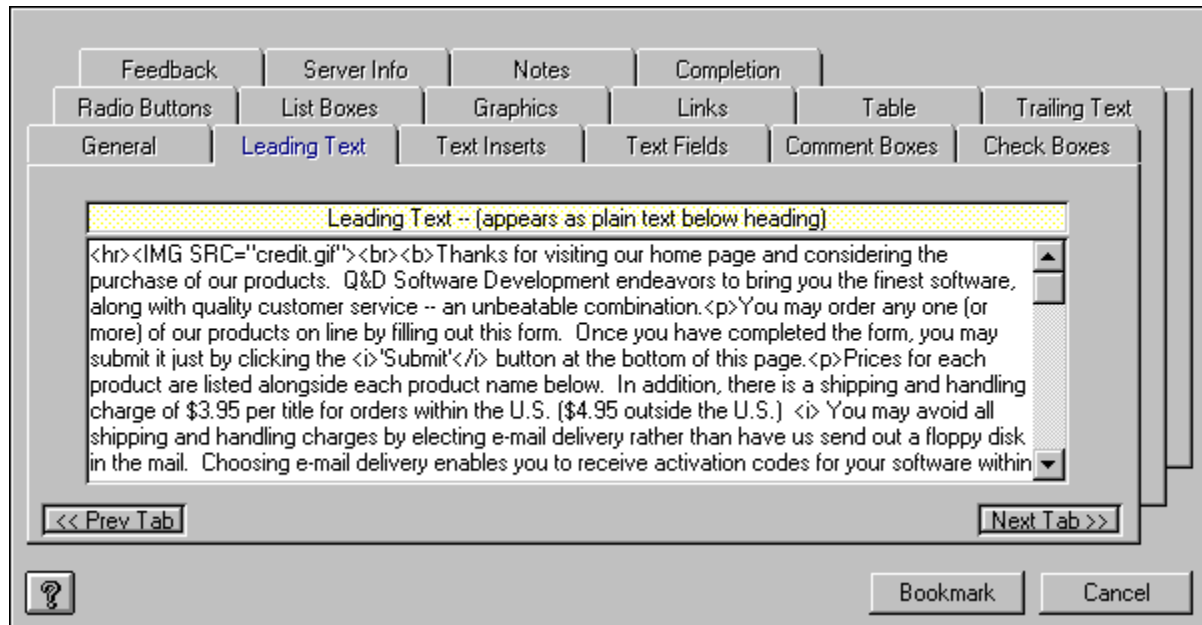 Feedback Server Info Notes Completion
Radio Buttons List Boxes Graphics Links Table Trailing Text
General Leading Text Text Inserts Text Fields Comment Boxes Check Boxes
Leading Text -- (appears as plain text below heading)
<hr><IMG SRC="credit.gif"><br><b>Thanks for visiting our home page and considering the
purchase of our products.  Q&D Software Development endeavors to bring you the finest software,
along with quality customer service -- an unbeatable combination.<p>You may order any one (or
more) of our products on line by filling out this form.  Once you have completed the form, you may
submit it just by clicking the <i>'Submit'</i> button at the bottom of this page.<p>Prices for each
product are listed alongside each product name below.  In addition, there is a shipping and handling
charge of $3.95 per title for orders within the U.S. ($4.95 outside the U.S.)  <i> You may avoid all
shipping and handling charges by electing e-mail delivery rather than have us send out a floppy disk
in the mail.  Choosing e-mail delivery enables you to receive activation codes for your software within
<< Prev Tab Next Tab >>
? Bookmark Cancel